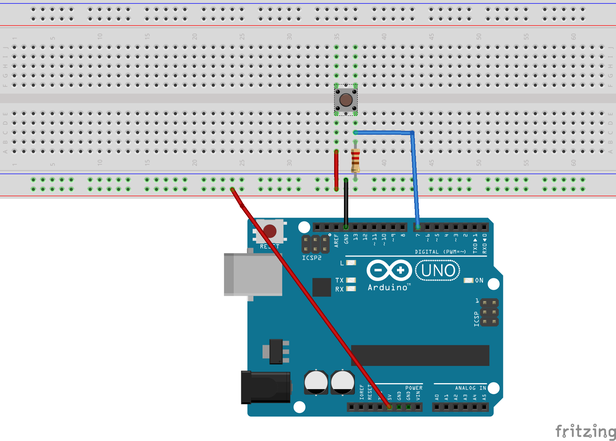 RESET
ICSP2
AREF
GND
13
12
~11
~10
~9
8
7
~6
~5
~4
~3
2
TX▶1
RX◀0
DIGITAL (PWM=~)
L
TX
RX
UNO
Arduino™
ON
ICSP
1
IOREF
RESET
5V
GND
GND
VIN
POWER
ANALOG IN
A0
A1
A2
A3
A4
A5
fritzing